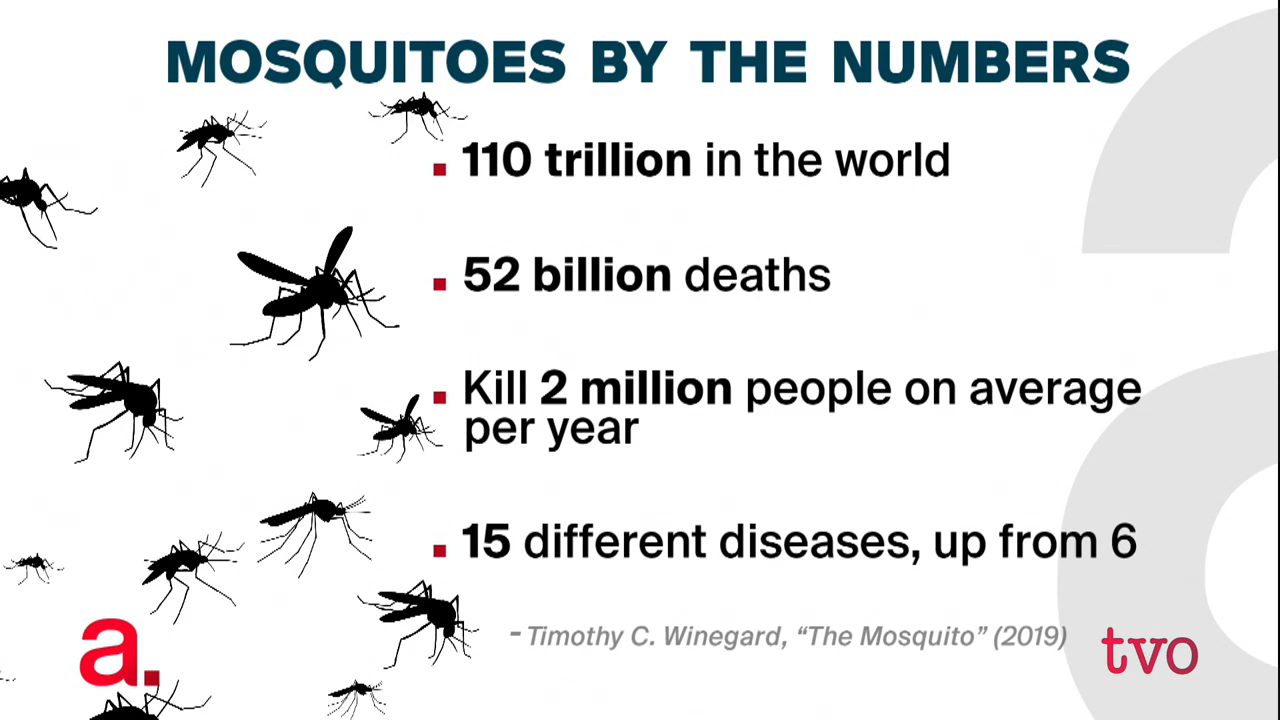 MOSQUITOES BY THE NUMBERS
110 trillion in the world
52 billion deaths
Kill 2 million people on average
per year
15 different diseases, up from 6
- Timothy C. Winegard, “The Mosquito” (2019)
a.
tvo